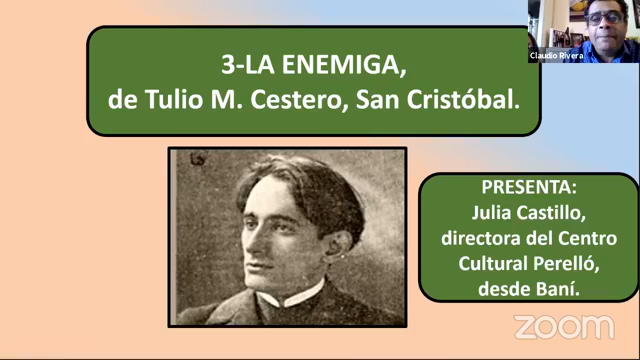 3-LA ENEMIGA,
de Tulio M. Cestero, San Cristóbal.
Claudio Rivera
PRESENTA:
Julia Castillo,
directora del Centro
Cultural Perelló,
desde Baní.
zoom